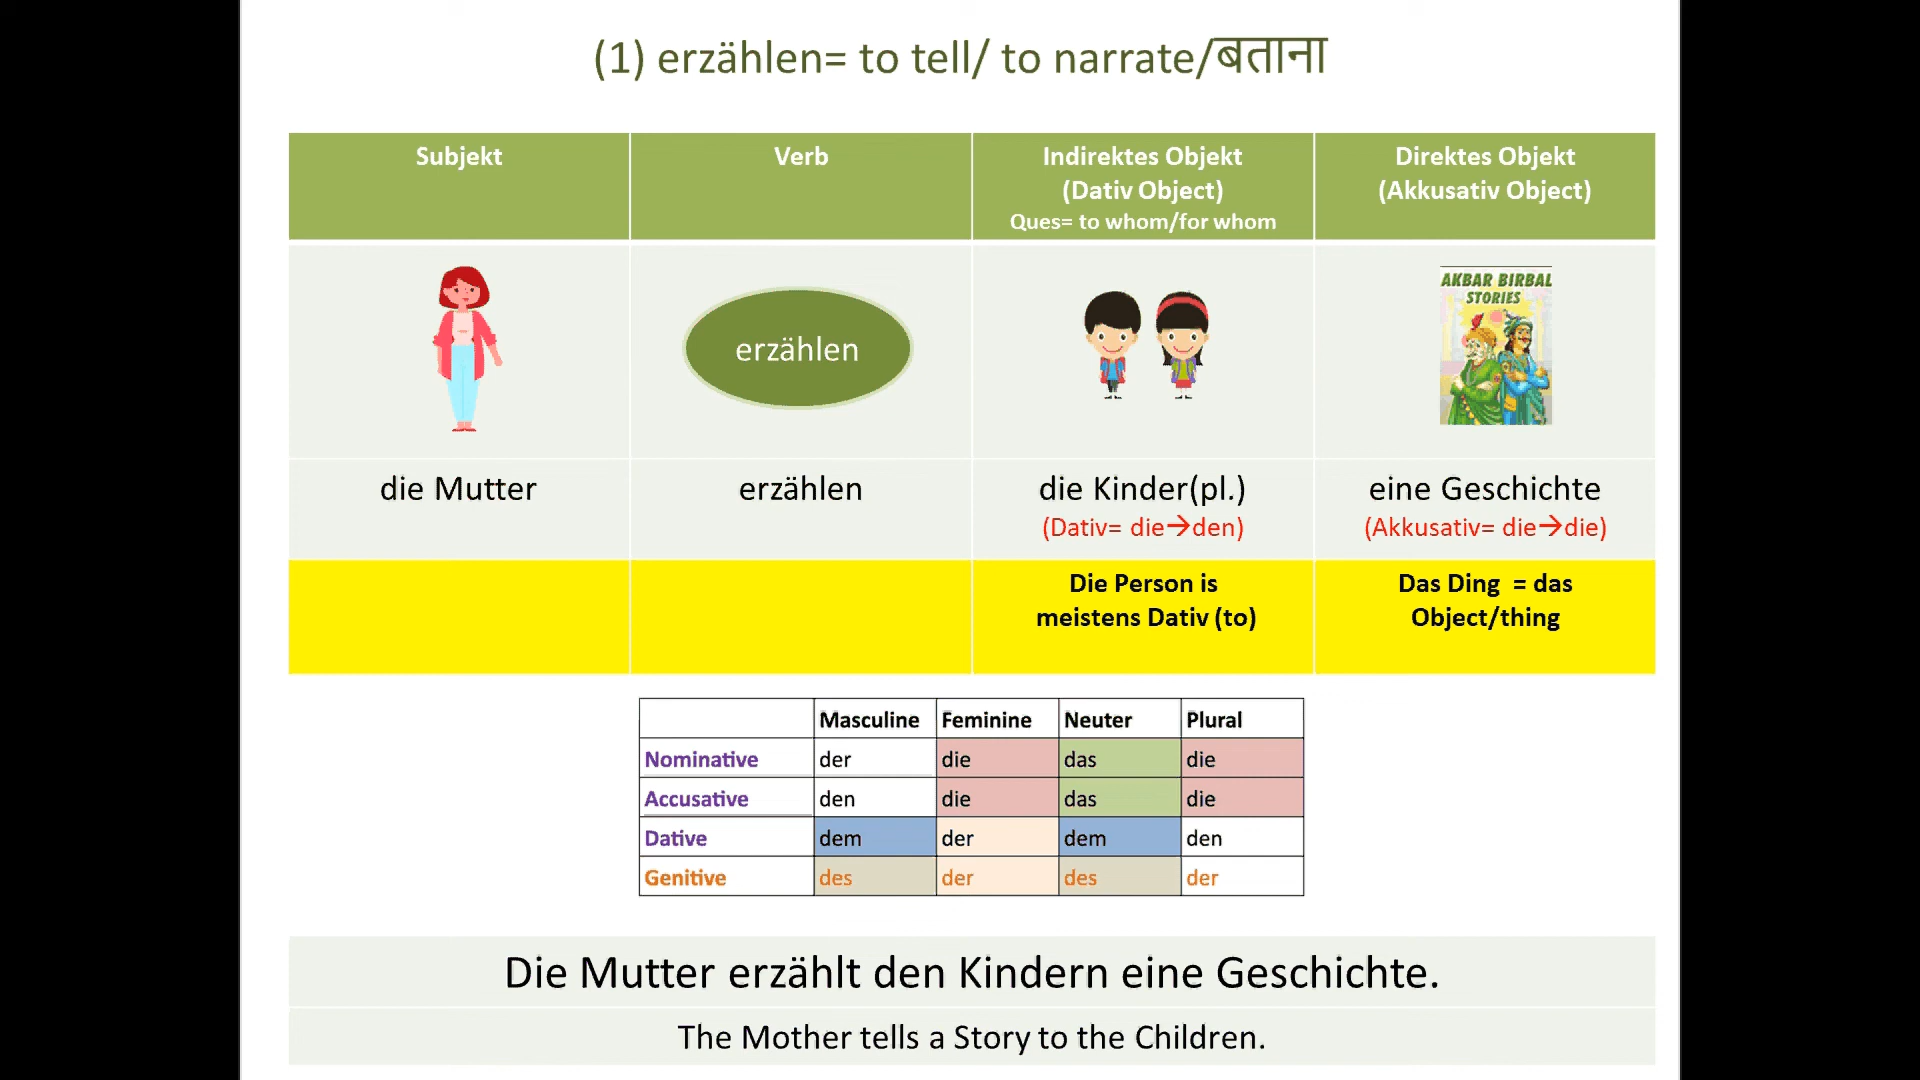 (1) erzählen= to tell/ to narrate/बताना
Subjekt
Verb
Indirektes Objekt
(Dativ Object)
Ques= to whom/for whom
Direktes Objekt
(Akkusativ Object)
erzählen
AKBAR BIRBAL
STORIES
die Mutter
erzählen
die Kinder(pl.)
(Dativ= die→den)
eine Geschichte
(Akkusativ= die→die)
Die Person is
meistens Dativ (to)
Das Ding = das
Object/thing
Masculine Feminine Neuter Plural
Nominative der die das die
Accusative den die das die
Dative dem der dem den
Genitive des der des der
Die Mutter erzählt den Kindern eine Geschichte.
The Mother tells a Story to the Children.